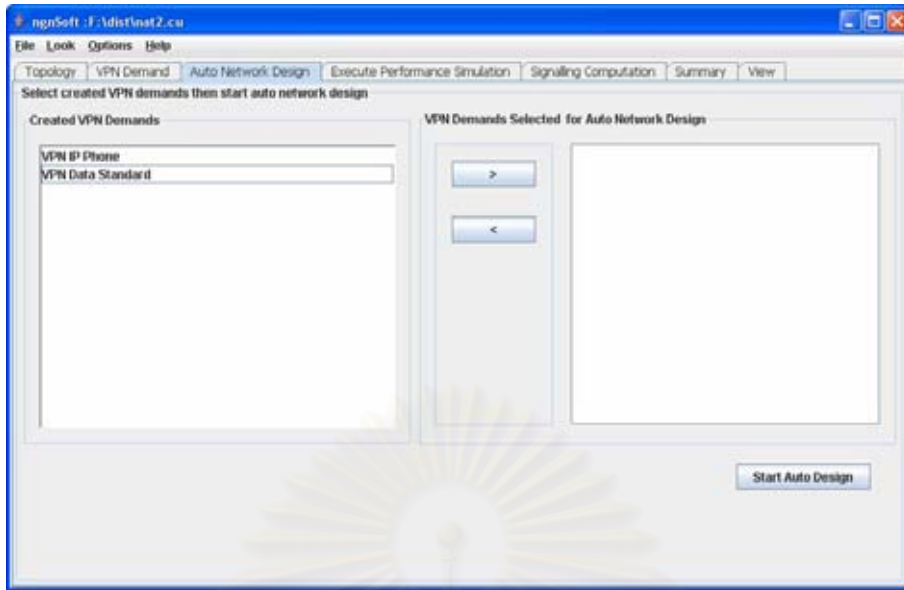 ngnSoft :F:\dist\nat2.cu
File Look Options Help
Topology VPN Demand Auto Network Design Execute Performance Simulation Signalling Computation Summary View
Select created VPN demands then start auto network design
Created VPN Demands
VPN Demands Selected for Auto Network Design
VPN IP Phone
VPN Data Standard
>
<
Start Auto Design